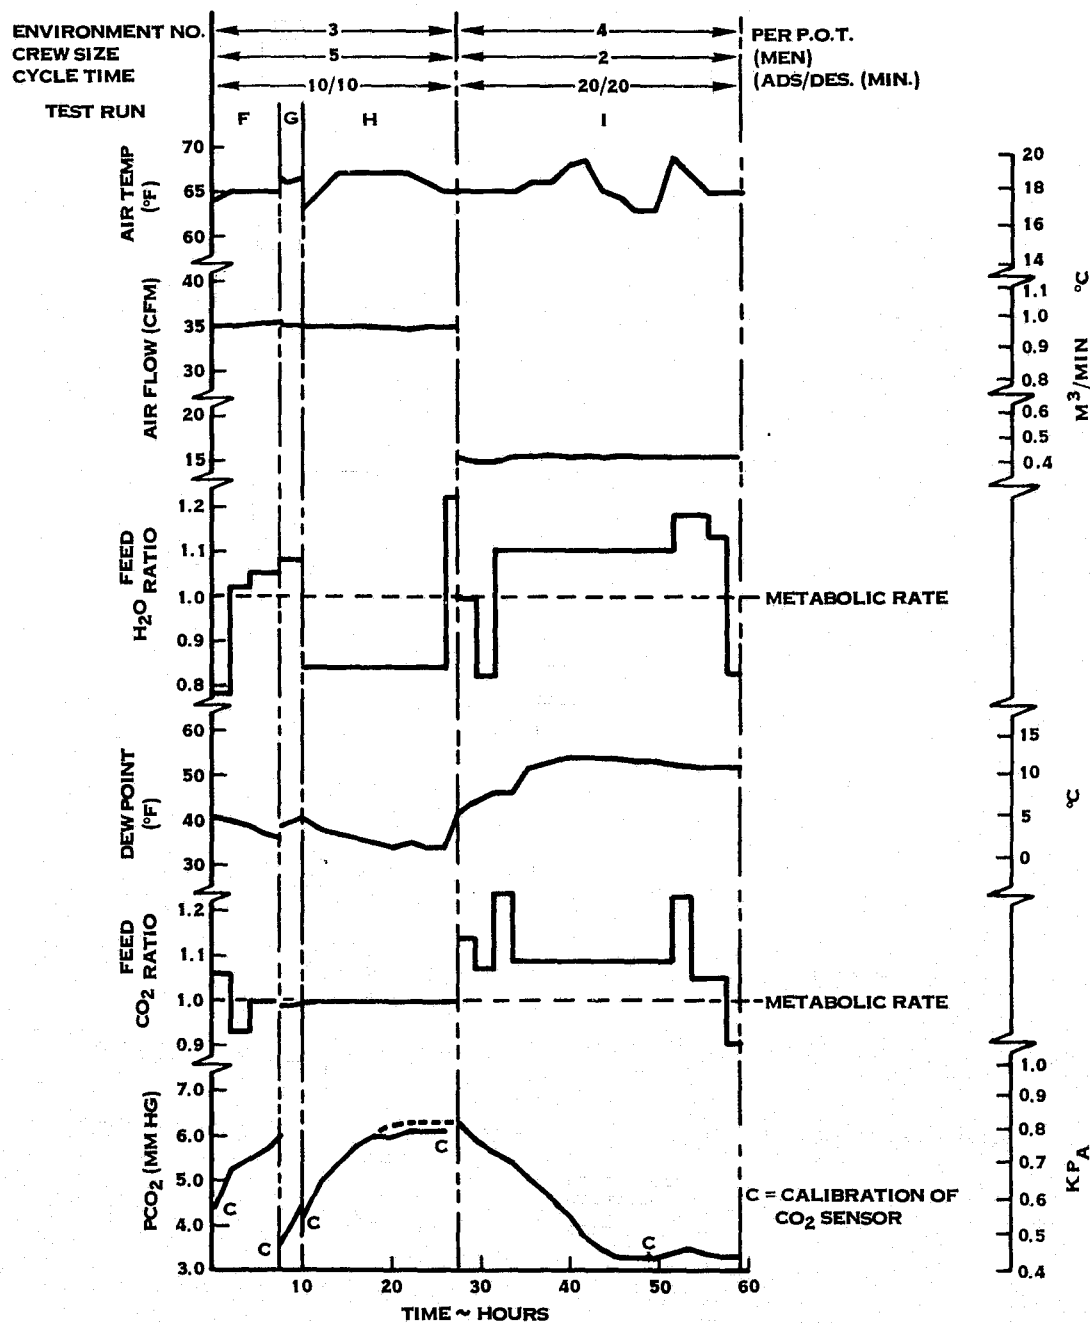 ENVIRONMENT NO. 3 4 PER P.O.T.
CREW SIZE 5 2 (MEN)
CYCLE TIME 10/10 20/20 (ADS/DES. (MIN.)
TEST RUN F G H I
AIR TEMP (°F)
70
65
60
20
18
16
14
°C
AIR FLOW (CFM)
40
35
30
20
15
1.1
1.0
0.9
0.8
0.6
0.5
0.4
M3/MIN
H2O FEED RATIO
1.2
1.1
1.0
0.9
0.8
METABOLIC RATE
DEWPOINT (°F)
60
50
40
30
15
10
5
0
°C
CO2 FEED RATIO
1.2
1.1
1.0
0.9
METABOLIC RATE
PCO2 (MM HG)
7.0
6.0
5.0
4.0
3.0
C
C
C
C
C
1.0
0.9
0.8
0.7
0.6
0.5
0.4
KPA
C = CALIBRATION OF
CO2 SENSOR
10 20 30 40 50 60
TIME ~ HOURS